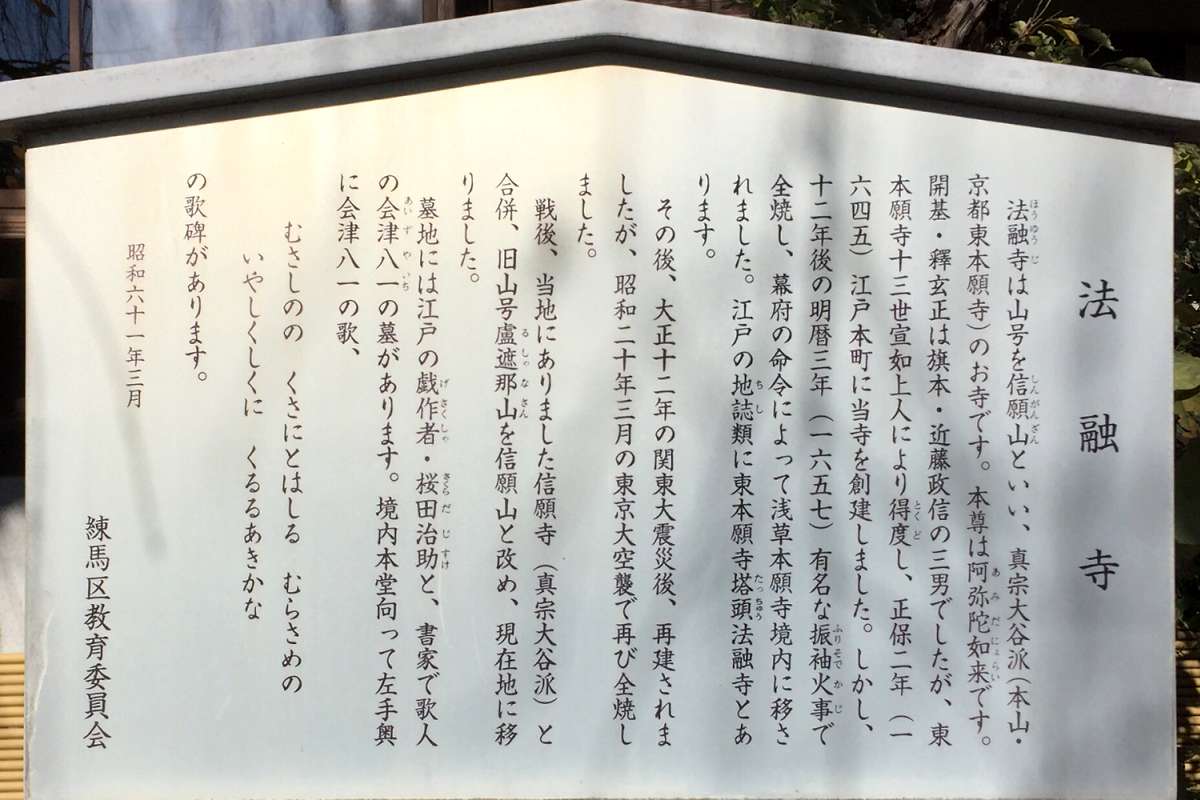 法融寺
法融寺は山号を信願山といい、真宗大谷派(本山・
京都東本願寺)のお寺です。本尊は阿弥陀如来です。
開基・釋玄正は旗本・近藤政信の三男でしたが、東
本願寺十三世宣如上人により得度し、正保二年(一
六四五)江戸本町に当寺を創建しました。しかし、
十二年後の明暦三年(一六五七)有名な振袖火事で
全焼し、幕府の命令によって浅草本願寺境内に移さ
れました。江戸の地誌類に東本願寺塔頭法融寺とあ
ります。
その後、大正十二年の関東大震災後、再建されま
したが、昭和二十年三月の東京大空襲で再び全焼し
ました。
戦後、当地にありました信願寺(真宗大谷派)と
合併、旧山号盧遮那山を信願山と改め、現在地に移
りました。
墓地には江戸の戯作者・桜田治助と、書家で歌人
の会津八一の墓があります。境内本堂向って左手奥
に会津八一の歌、
むさしのの くさにとはしる むらさめの
いやしくしくに くるるあきかな
の歌碑があります。
昭和六十一年三月
練馬区教育委員会